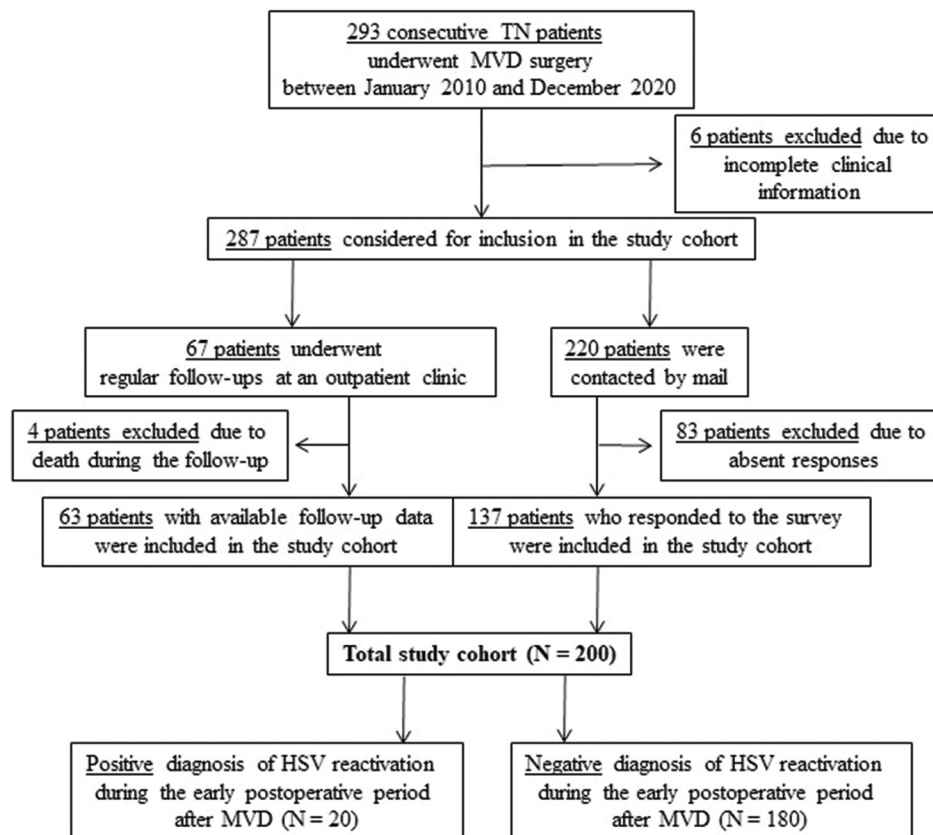 293 consecutive TN patients
underwent MVD surgery
between January 2010 and December 2020
6 patients excluded due to
incomplete clinical
information
287 patients considered for inclusion in the study cohort
67 patients underwent
regular follow-ups at an outpatient clinic
220 patients were
contacted by mail
4 patients excluded due to
death during the follow-up
83 patients excluded due to
absent responses
63 patients with available follow-up data
were included in the study cohort
137 patients who responded to the survey
were included in the study cohort
Total study cohort (N = 200)
Positive diagnosis of HSV reactivation
during the early postoperative period
after MVD (N = 20)
Negative diagnosis of HSV reactivation
during the early postoperative period
after MVD (N = 180)